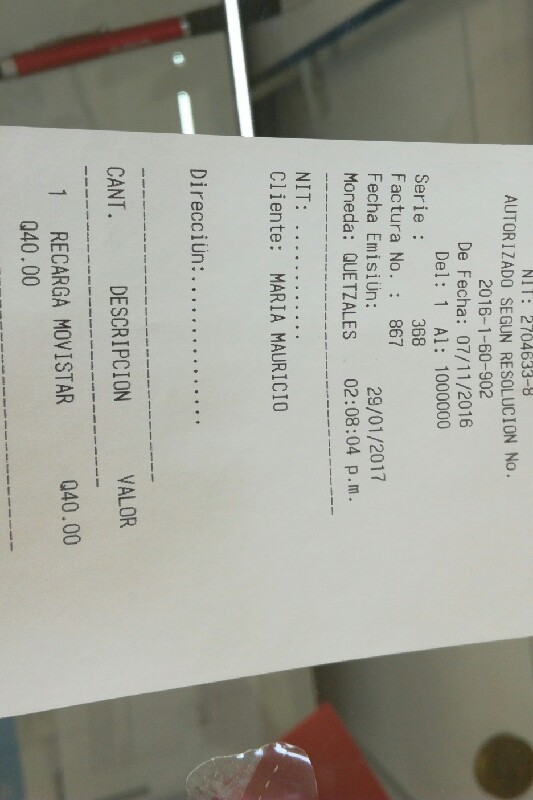 NIT: 2704633-8
AUTORIZADO SEGUN RESOLUCION No.
2016-1-60-902
De Fecha: 07/11/2016
Del: 1 Al: 1000000
Serie : 368
Factura No. : 867
Fecha EmisiÜn: 29/01/2017
Moneda: QUETZALES 02:08:04 p.m.
NIT: ............
Cliente: MARIA MAURICIO
DirecciÜn:................
CANT. DESCRIPCION VALOR
1 RECARGA MOVISTAR Q40.00
Q40.00